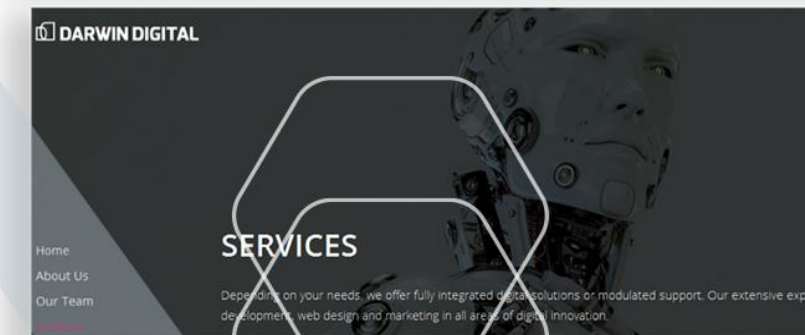 DARWIN DIGITAL
SERVICES
Home
About Us
Our Team
Depending on your needs, we offer fully integrated digital solutions or modulated support. Our extensive exp
development, web design and marketing in all areas of digital innovation.